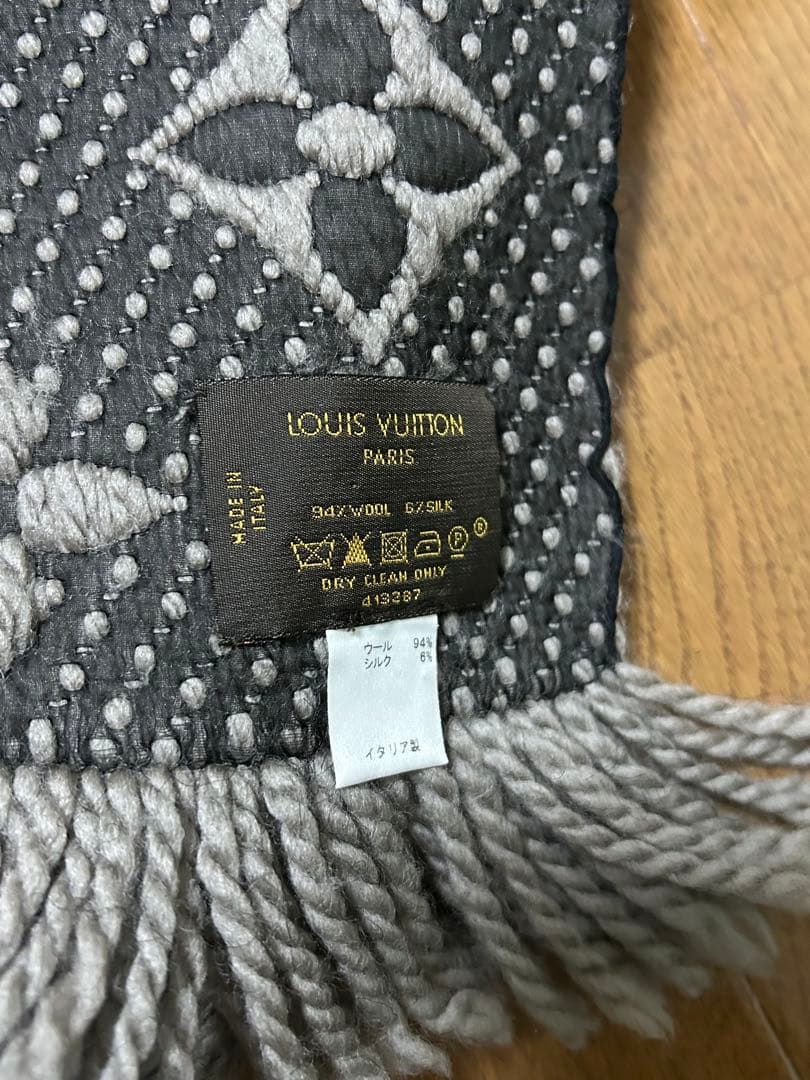 LOUIS VUITTON
PARIS
MADE IN
ITALY
94%WOOL 6%SILK
P
®
DRY CLEAN ONLY
413287
ウール 94%
シルク 6%
イタリア製